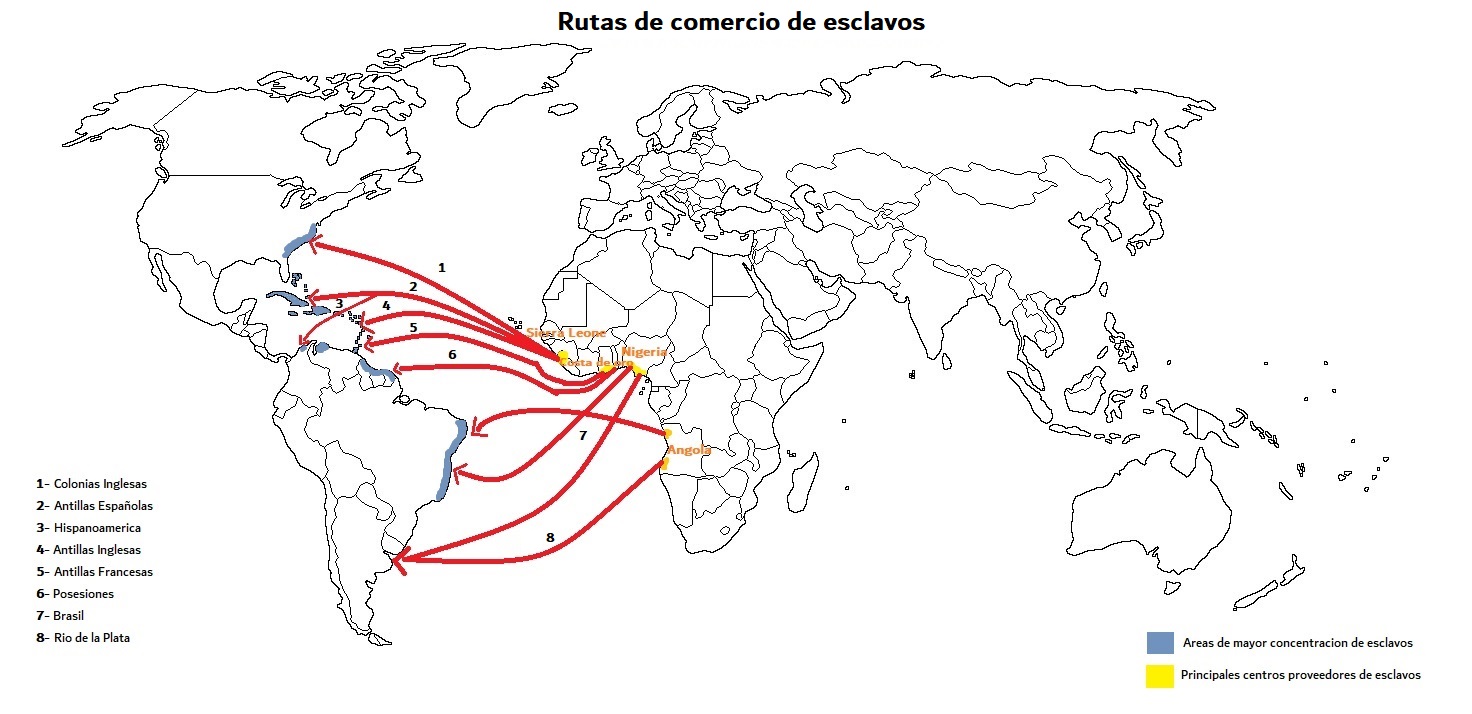 Rutas de comercio de esclavos
1
2
3
4
5
6
7
8
Sierra Leone
Nigeria
Costa de oro
Angola
1- Colonias Inglesas
2- Antillas Españolas
3- Hispanoamerica
4- Antillas Inglesas
5- Antillas Francesas
6- Posesiones
7- Brasil
8- Rio de la Plata
Areas de mayor concentracion de esclavos
Principales centros proveedores de esclavos